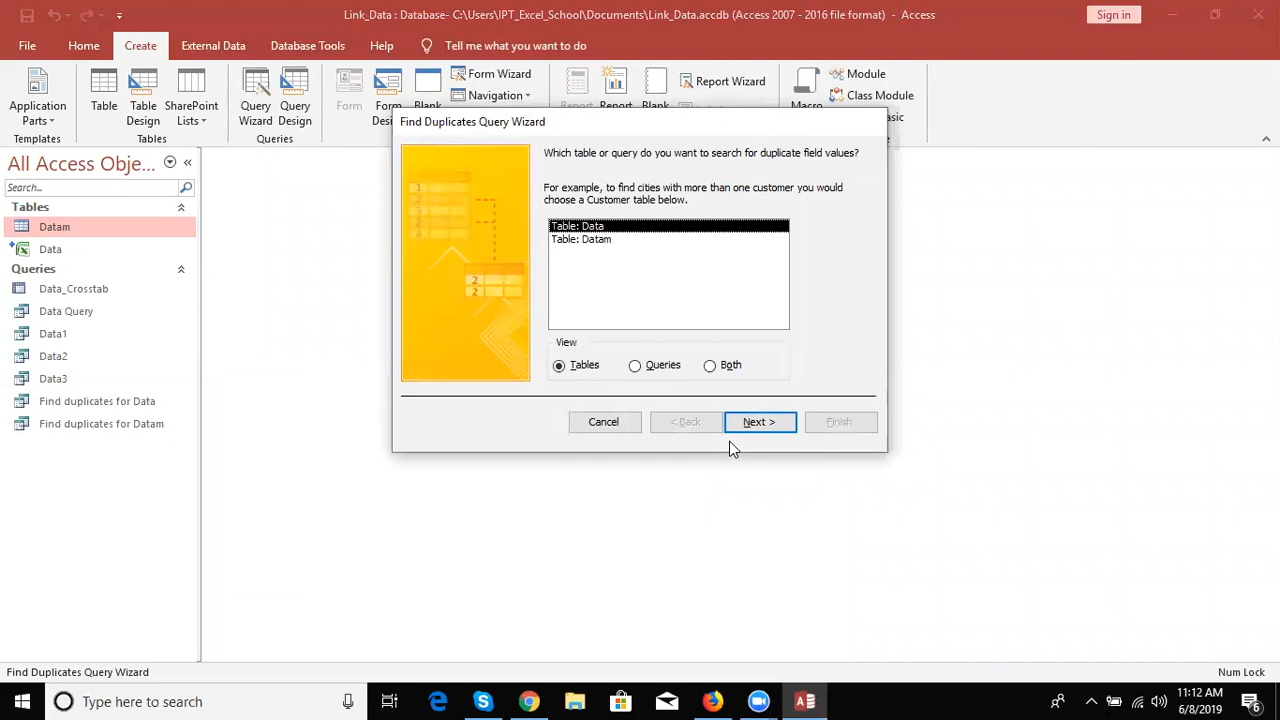 Link_Data : Database- C:\Users\IPT_Excel_School\Documents\Link_Data.accdb (Access 2007 - 2016 file format) - Access
Sign in
File Home Create External Data Database Tools Help Tell me what you want to do
Application Parts
Templates
Table
Table Design
SharePoint Lists
Tables
Query Wizard
Query Design
Queries
Form
Form
Blank
Form Wizard
Navigation
Report
Report
Blank
Report Wizard
Macro
Module
Class Module
All Access Obje...
Search...
Tables
Datam
Data
Queries
Data_Crosstab
Data Query
Data1
Data2
Data3
Find duplicates for Data
Find duplicates for Datam
Find Duplicates Query Wizard
Which table or query do you want to search for duplicate field values?
For example, to find cities with more than one customer you would
choose a Customer table below.
Table: Data
Table: Datam
View
Tables Queries Both
Cancel < Back Next > Finish
Find Duplicates Query Wizard
Num Lock
Type here to search
11:12 AM
6/8/2019
6